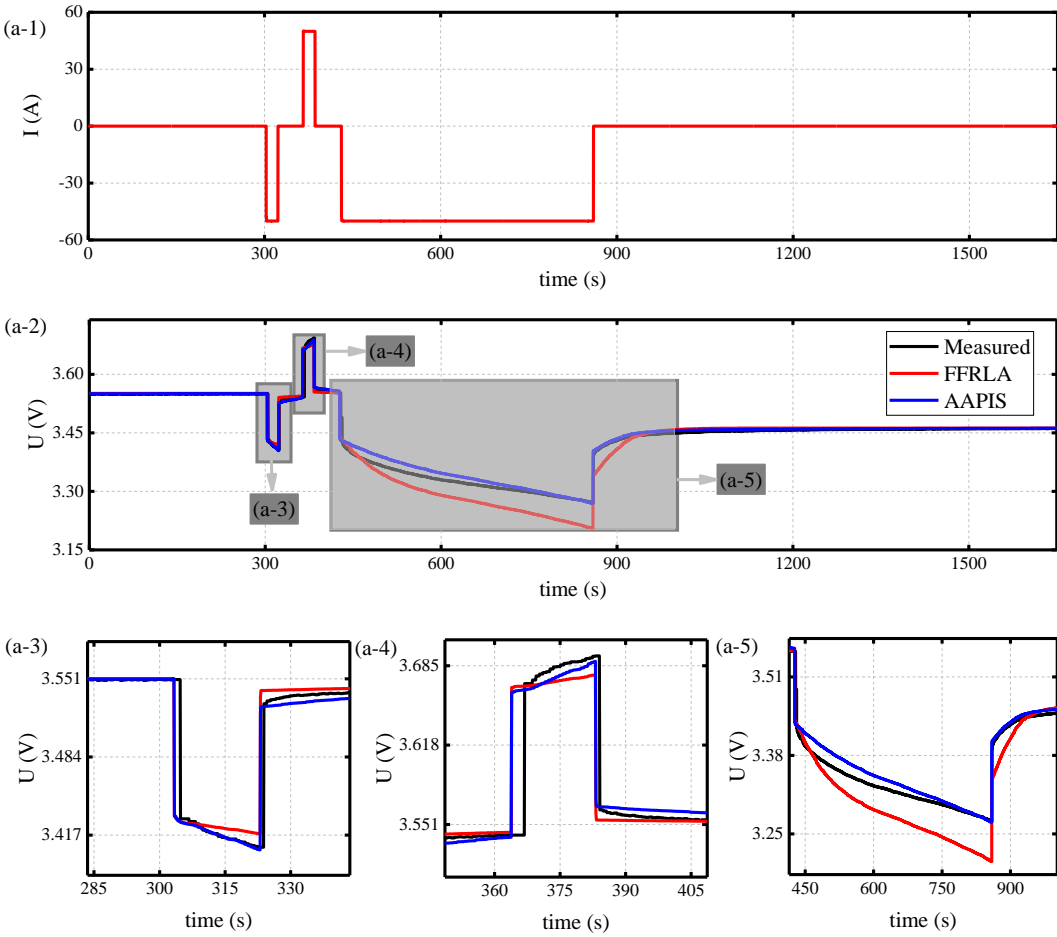 (a-1)
60
30
0
-30
-60
I (A)
0
300
600
900
1200
1500
time (s)
(a-2)
3.60
3.45
3.30
3.15
U (V)
(a-4)
(a-3)
(a-5)
Measured
FFRLA
AAPIS
0
300
600
900
1200
1500
time (s)
(a-3)
3.551
3.484
3.417
U (V)
285
300
315
330
time (s)
(a-4)
3.685
3.618
3.551
U (V)
360
375
390
405
time (s)
(a-5)
3.51
3.38
3.25
U (V)
450
600
750
900
time (s)